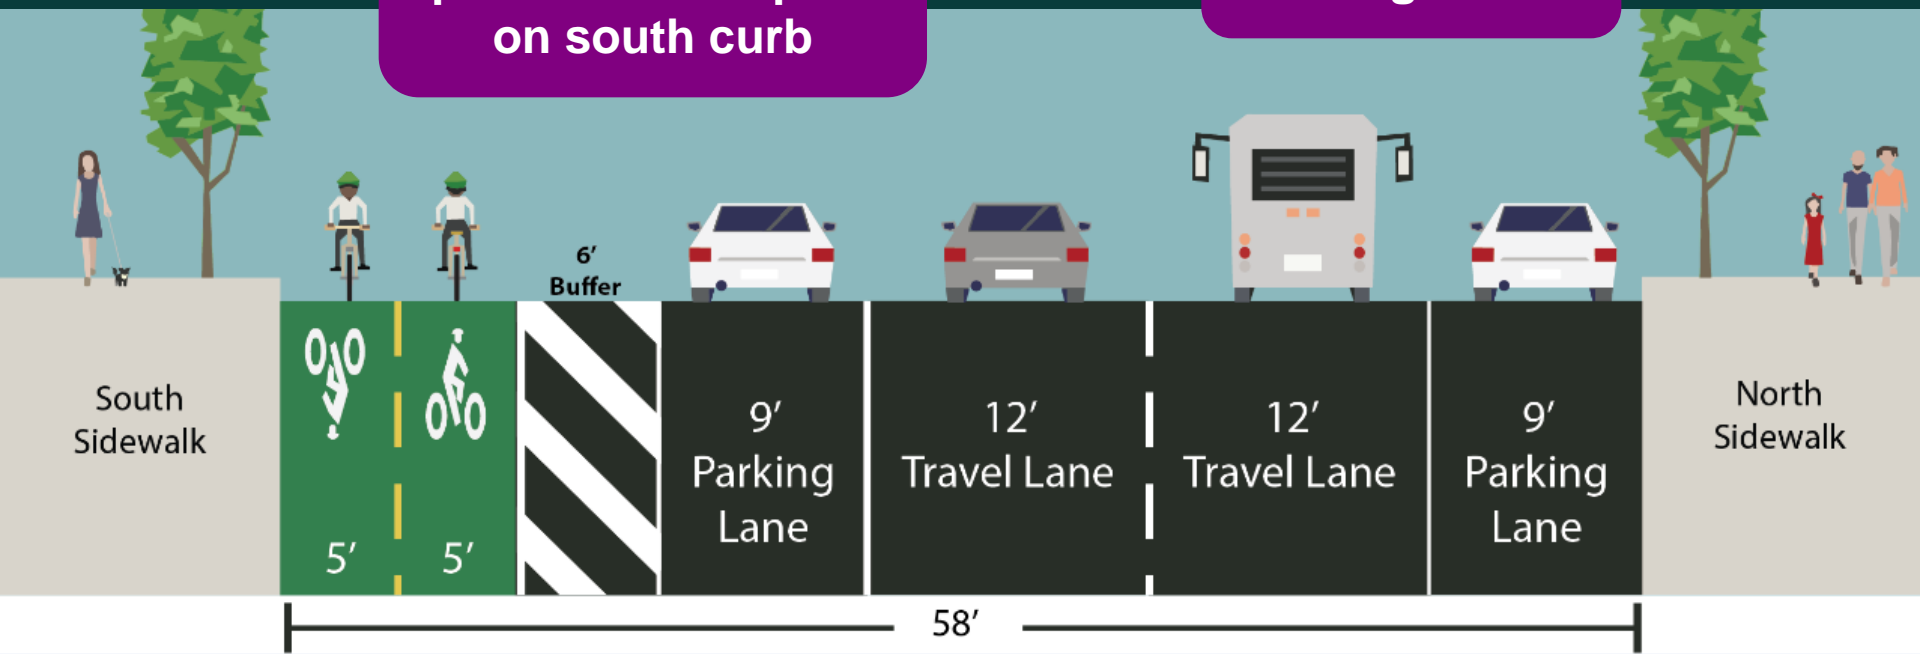 on south curb
6’
Buffer
South
Sidewalk
5’
5’
9’
Parking
Lane
12’
Travel Lane
12’
Travel Lane
9’
Parking
Lane
North
Sidewalk
58’